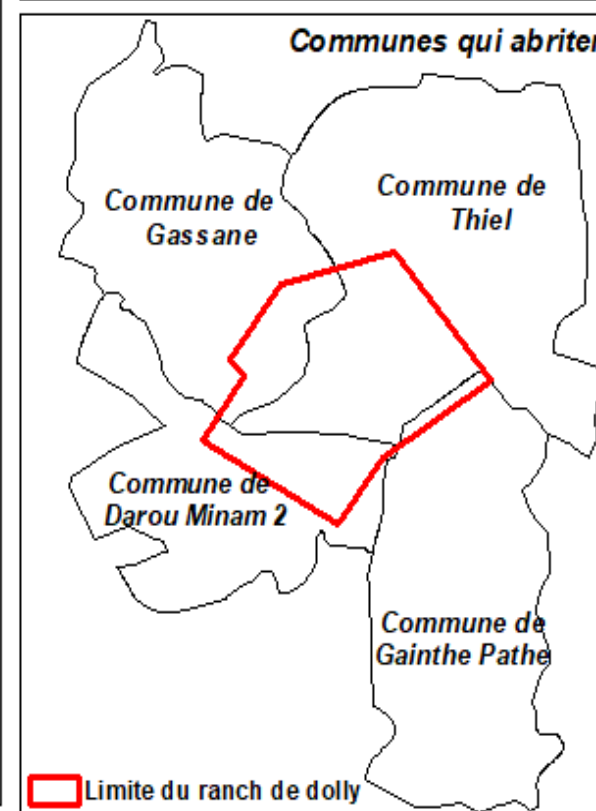 Communes qui abriten
Commune de
Thiel
Commune de
Gassane
Commune de
Darou Minam 2
Commune de
Gainthe Pathe
Limite du ranch de dolly